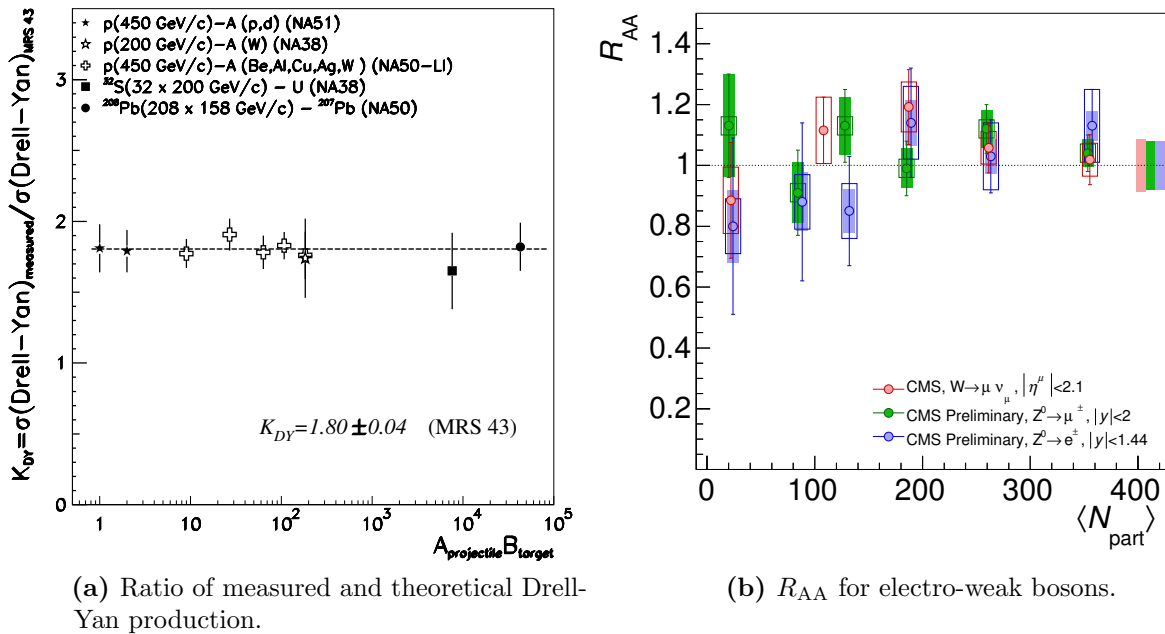 K_DY=σ(Drell-Yan)_measured/σ(Drell-Yan)_MRS 43
★ p(450 GeV/c)-A (p,d) (NA51)
☆ p(200 GeV/c)-A (W) (NA38)
p(450 GeV/c)-A (Be,Al,Cu,Ag,W) (NA50-LI)
■ ³²S(32 x 200 GeV/c) - U (NA38)
● ²⁰⁸Pb(208 x 158 GeV/c) - ²⁰⁷Pb (NA50)
3
2
1
0
K_DY=1.80±0.04 (MRS 43)
1 10 10² 10³ 10⁴ 10⁵
A_projectile B_target
(a) Ratio of measured and theoretical Drell-
Yan production.
R_AA
1.4
1.2
1
0.8
0.6
0.4
0.2
CMS, W→μ ν_μ, |η^μ|<2.1
CMS Preliminary, Z⁰→μ^±, |y|<2
CMS Preliminary, Z⁰→e^±, |y|<1.44
0 100 200 300 400
⟨N_part⟩
(b) R_AA for electro-weak bosons.